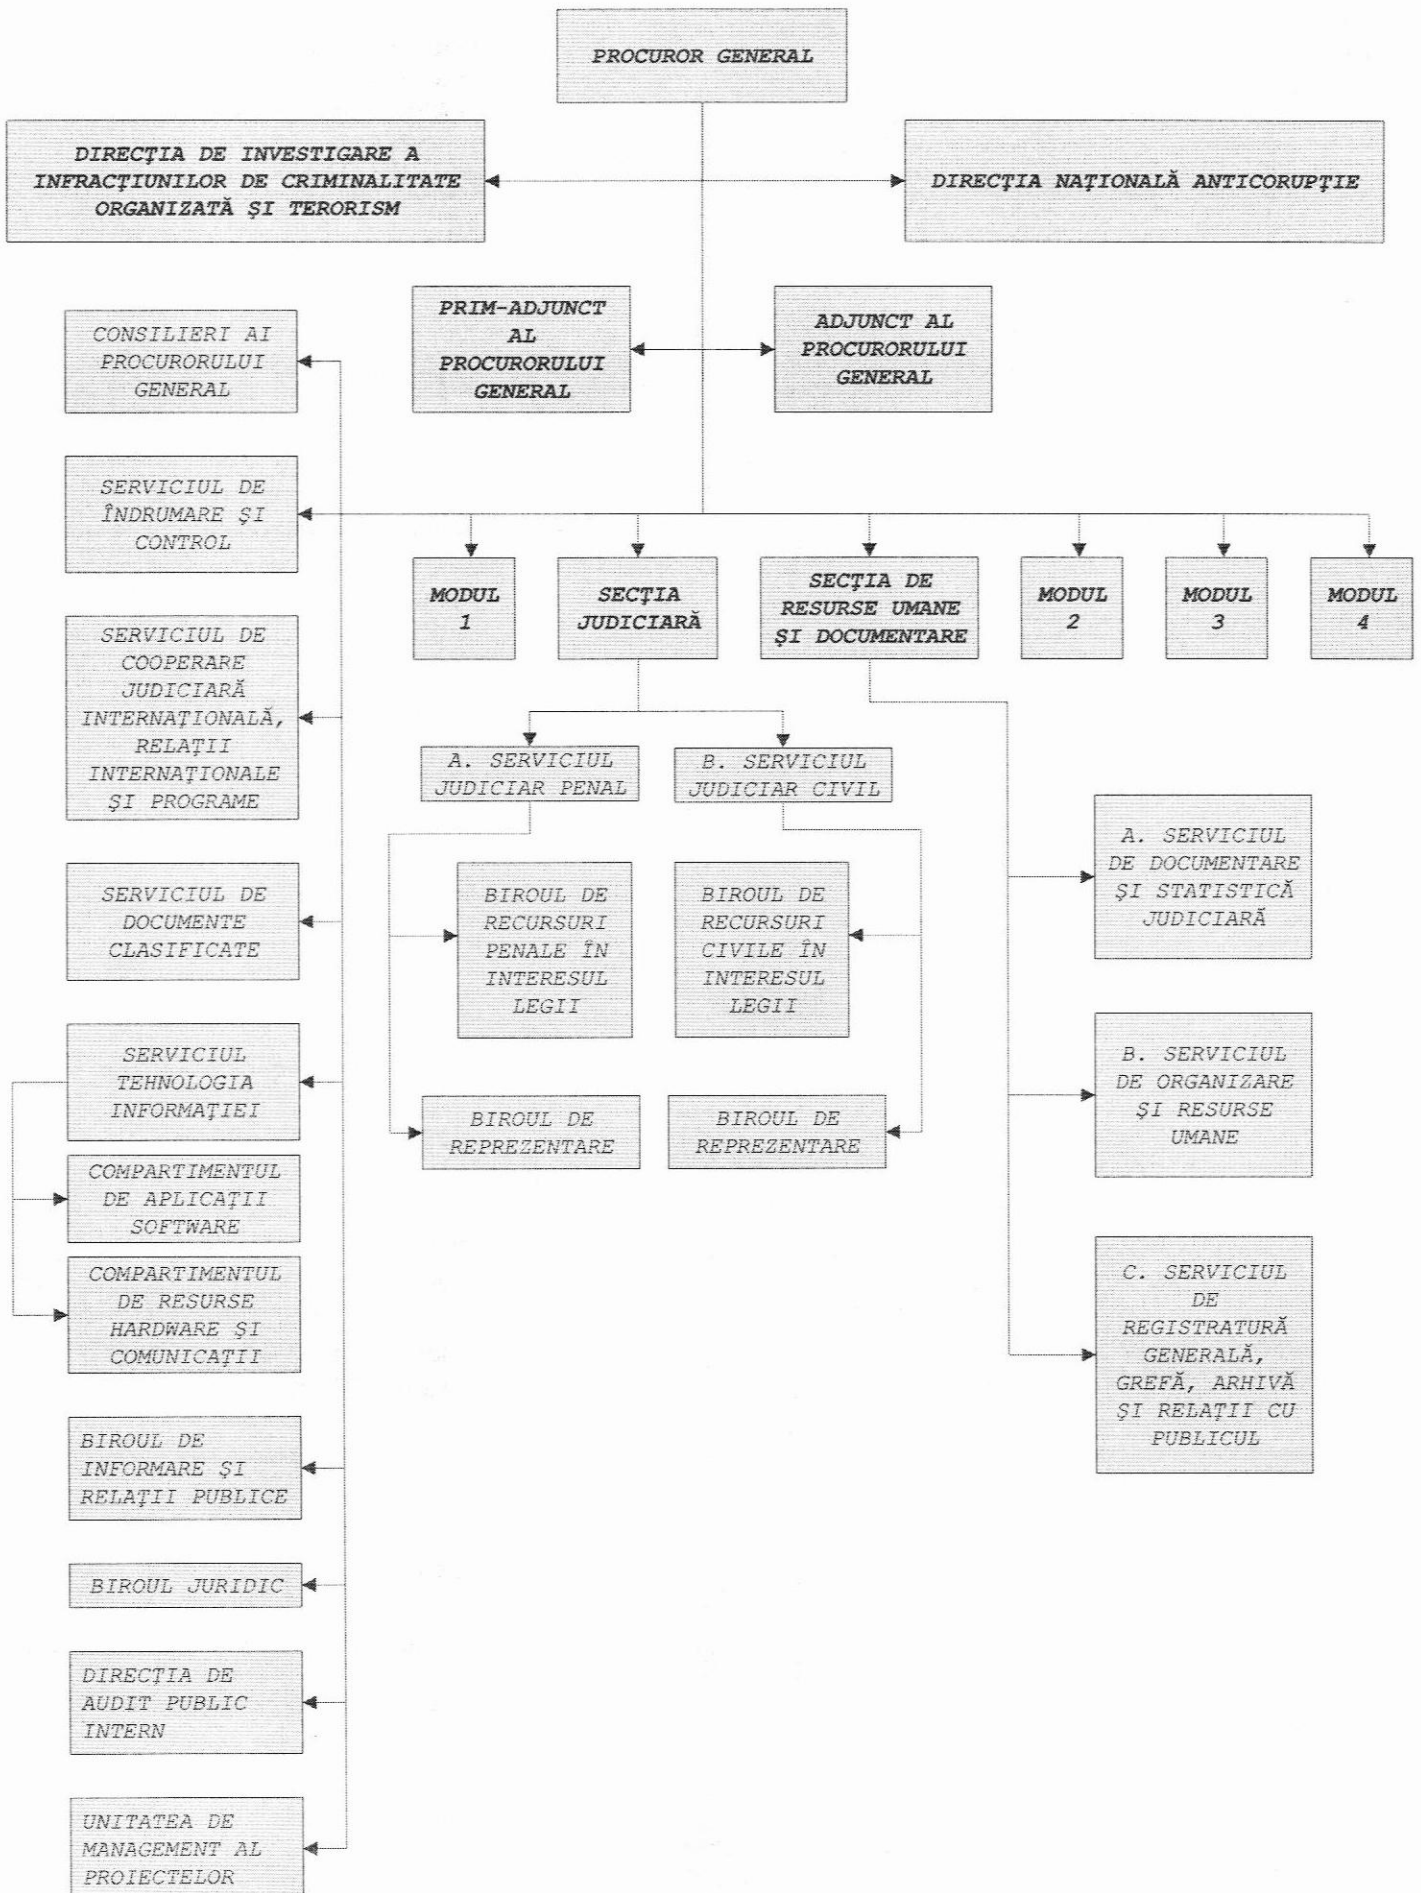 PROCUROR GENERAL
DIRECŢIA DE INVESTIGARE A
INFRACŢIUNILOR DE CRIMINALITATE
ORGANIZATĂ ŞI TERORISM
DIRECŢIA NAŢIONALĂ ANTICORUPŢIE
PRIM-ADJUNCT
AL
PROCURORULUI
GENERAL
ADJUNCT AL
PROCURORULUI
GENERAL
CONSILIERI AI
PROCURORULUI
GENERAL
SERVICIUL DE
ÎNDRUMARE ŞI
CONTROL
MODUL
1
SECŢIA
JUDICIARĂ
SECŢIA DE
RESURSE UMANE
ŞI DOCUMENTARE
MODUL
2
MODUL
3
MODUL
4
SERVICIUL DE
COOPERARE
JUDICIARĂ
INTERNAŢIONALĂ,
RELAŢII
INTERNAŢIONALE
ŞI PROGRAME
A. SERVICIUL
JUDICIAR PENAL
B. SERVICIUL
JUDICIAR CIVIL
SERVICIUL DE
DOCUMENTE
CLASIFICATE
BIROUL DE
RECURSURI
PENALE ÎN
INTERESUL
LEGII
BIROUL DE
RECURSURI
CIVILE ÎN
INTERESUL
LEGII
A. SERVICIUL
DE DOCUMENTARE
ŞI STATISTICĂ
JUDICIARĂ
SERVICIUL
TEHNOLOGIA
INFORMAŢIEI
BIROUL DE
REPREZENTARE
BIROUL DE
REPREZENTARE
B. SERVICIUL
DE ORGANIZARE
ŞI RESURSE
UMANE
COMPARTIMENTUL
DE APLICAŢII
SOFTWARE
COMPARTIMENTUL
DE RESURSE
HARDWARE ŞI
COMUNICAŢII
C. SERVICIUL
DE
REGISTRATURĂ
GENERALĂ,
GREFĂ, ARHIVĂ
ŞI RELAŢII CU
PUBLICUL
BIROUL DE
INFORMARE ŞI
RELAŢII PUBLICE
BIROUL JURIDIC
DIRECŢIA DE
AUDIT PUBLIC
INTERN
UNITATEA DE
MANAGEMENT AL
PROIECTELOR